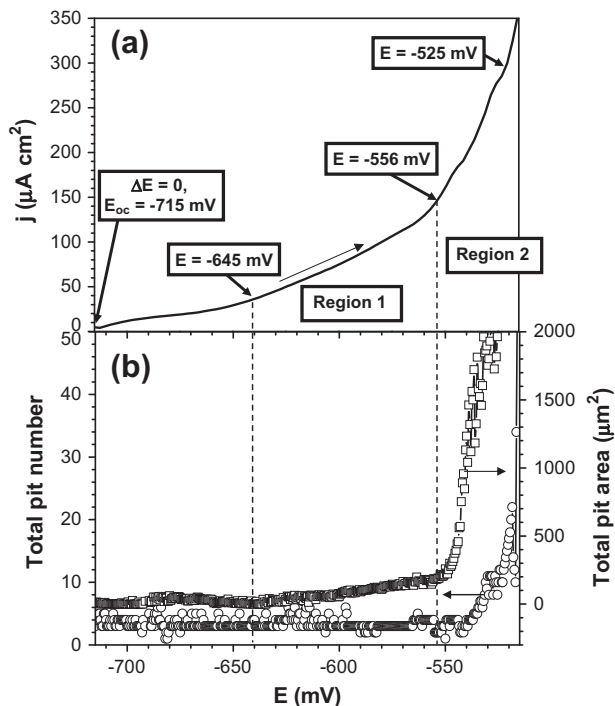 (a)
350
300
250
200
150
100
50
0
j (μA cm²)
E = -525 mV
E = -556 mV
ΔE = 0,
Eoc = -715 mV
E = -645 mV
Region 1
Region 2
(b)
50
40
30
20
10
0
Total pit number
2000
1500
1000
500
0
Total pit area (μm²)
-700
-650
-600
-550
E (mV)